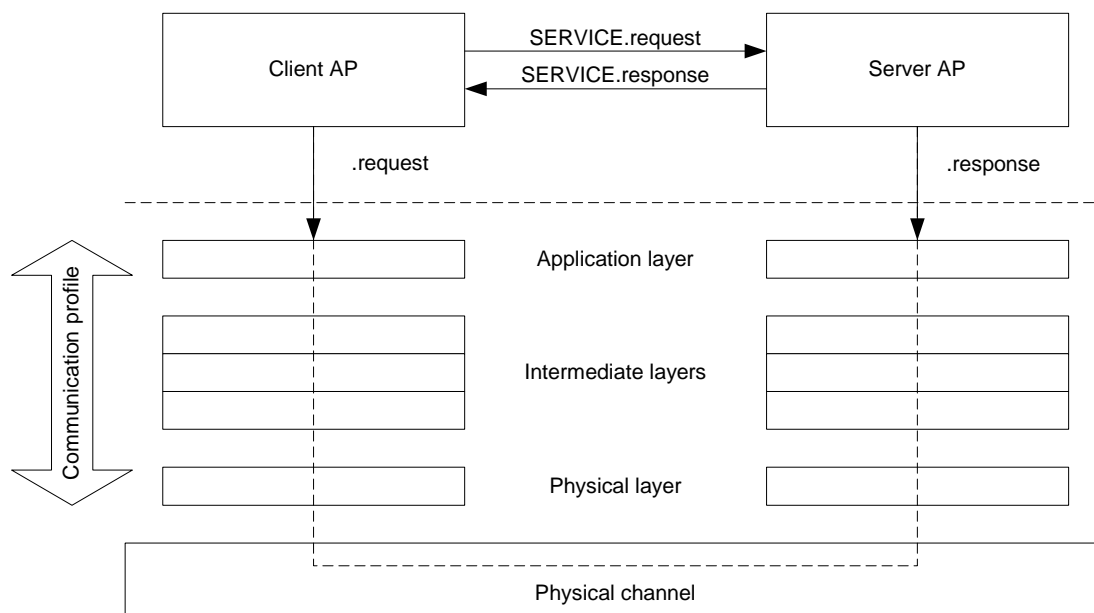 SERVICE.request
Client AP
Server AP
SERVICE.response
.request
.response
Application layer
Communication profile
Intermediate layers
Physical layer
Physical channel